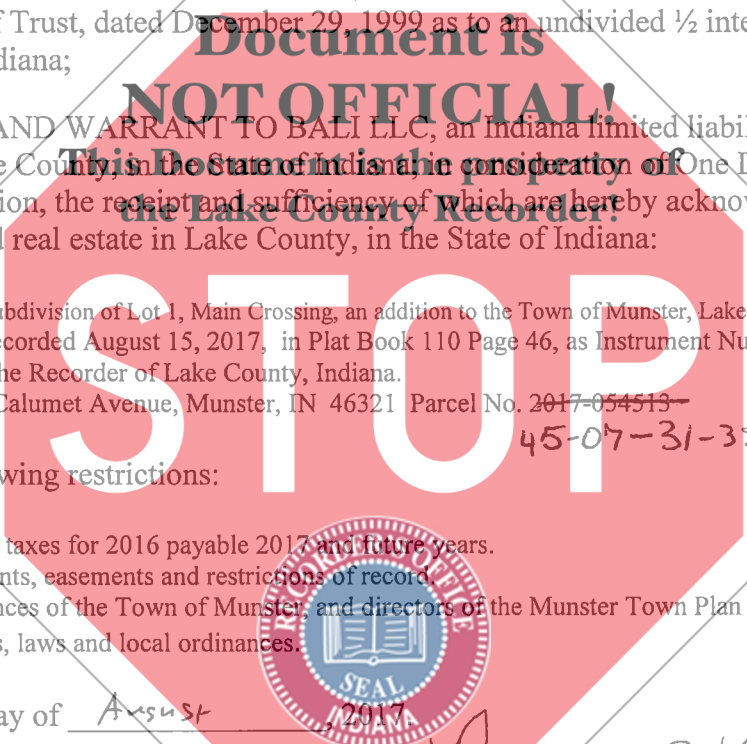 f Trust, dated December 29, 1999 as to an undivided ½ inte
Document is
diana;
NOT OFFICIAL!
AND WARRANT TO BALI LLC, an Indiana limited liabil
This Document is the property of
e County, in the State of Indiana; in consideration of One D
the Lake County Recorder!
ion, the receipt and sufficiency of which are hereby acknov
d real estate in Lake County, in the State of Indiana:
STOP
ubdivision of Lot 1, Main Crossing, an addition to the Town of Munster, Lake
ecorded August 15, 2017, in Plat Book 110 Page 46, as Instrument Nu
he Recorder of Lake County, Indiana.
Calumet Avenue, Munster, IN 46321 Parcel No. 2017-054513
45-07-31-3
wing restrictions:
taxes for 2016 payable 2017 and future years.
nts, easements and restrictions of record.
nces of the Town of Munster, and directors of the Munster Town Plan
s, laws and local ordinances.
RECORDER'S OFFICE
SEAL
INDIANA
ay of August, 2017.